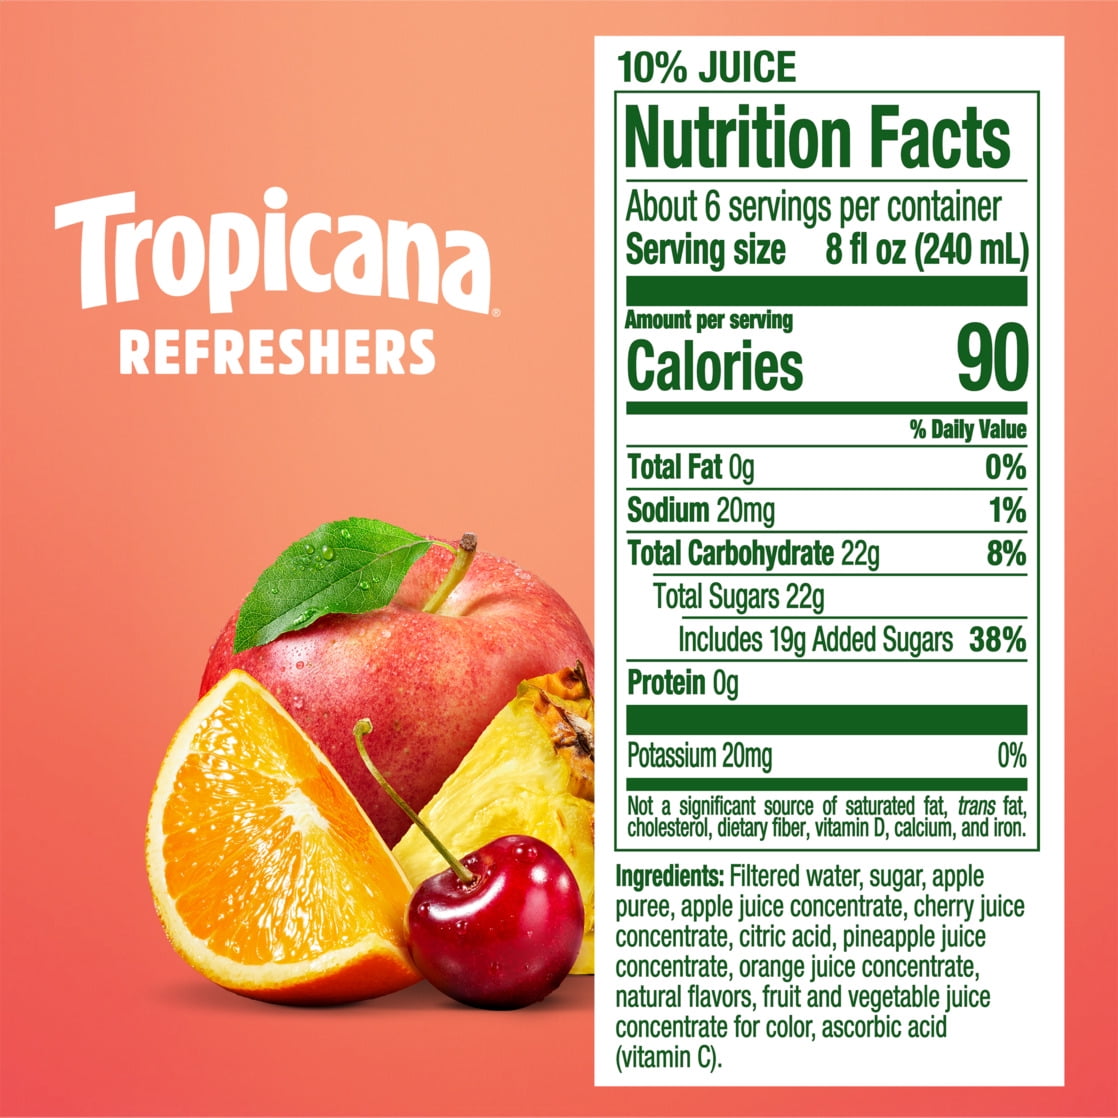 Tropicana®
REFRESHERS
10% JUICE
Nutrition Facts
About 6 servings per container
Serving size 8 fl oz (240 mL)
Amount per serving
Calories 90
% Daily Value
Total Fat 0g 0%
Sodium 20mg 1%
Total Carbohydrate 22g 8%
Total Sugars 22g
Includes 19g Added Sugars 38%
Protein 0g
Potassium 20mg 0%
Not a significant source of saturated fat, trans fat,
cholesterol, dietary fiber, vitamin D, calcium, and iron.
Ingredients: Filtered water, sugar, apple
puree, apple juice concentrate, cherry juice
concentrate, citric acid, pineapple juice
concentrate, orange juice concentrate,
natural flavors, fruit and vegetable juice
concentrate for color, ascorbic acid
(vitamin C).